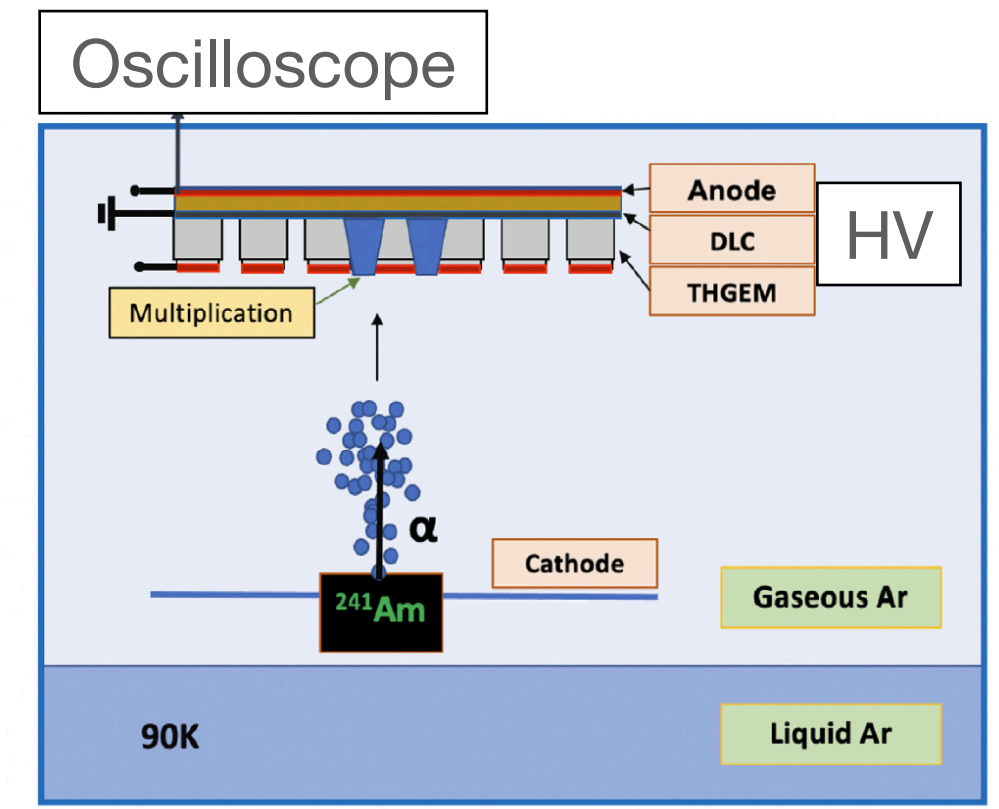 Oscilloscope
Anode
HV
DLC
THGEM
Multiplication
α
Cathode
²⁴¹Am
Gaseous Ar
90K
Liquid Ar